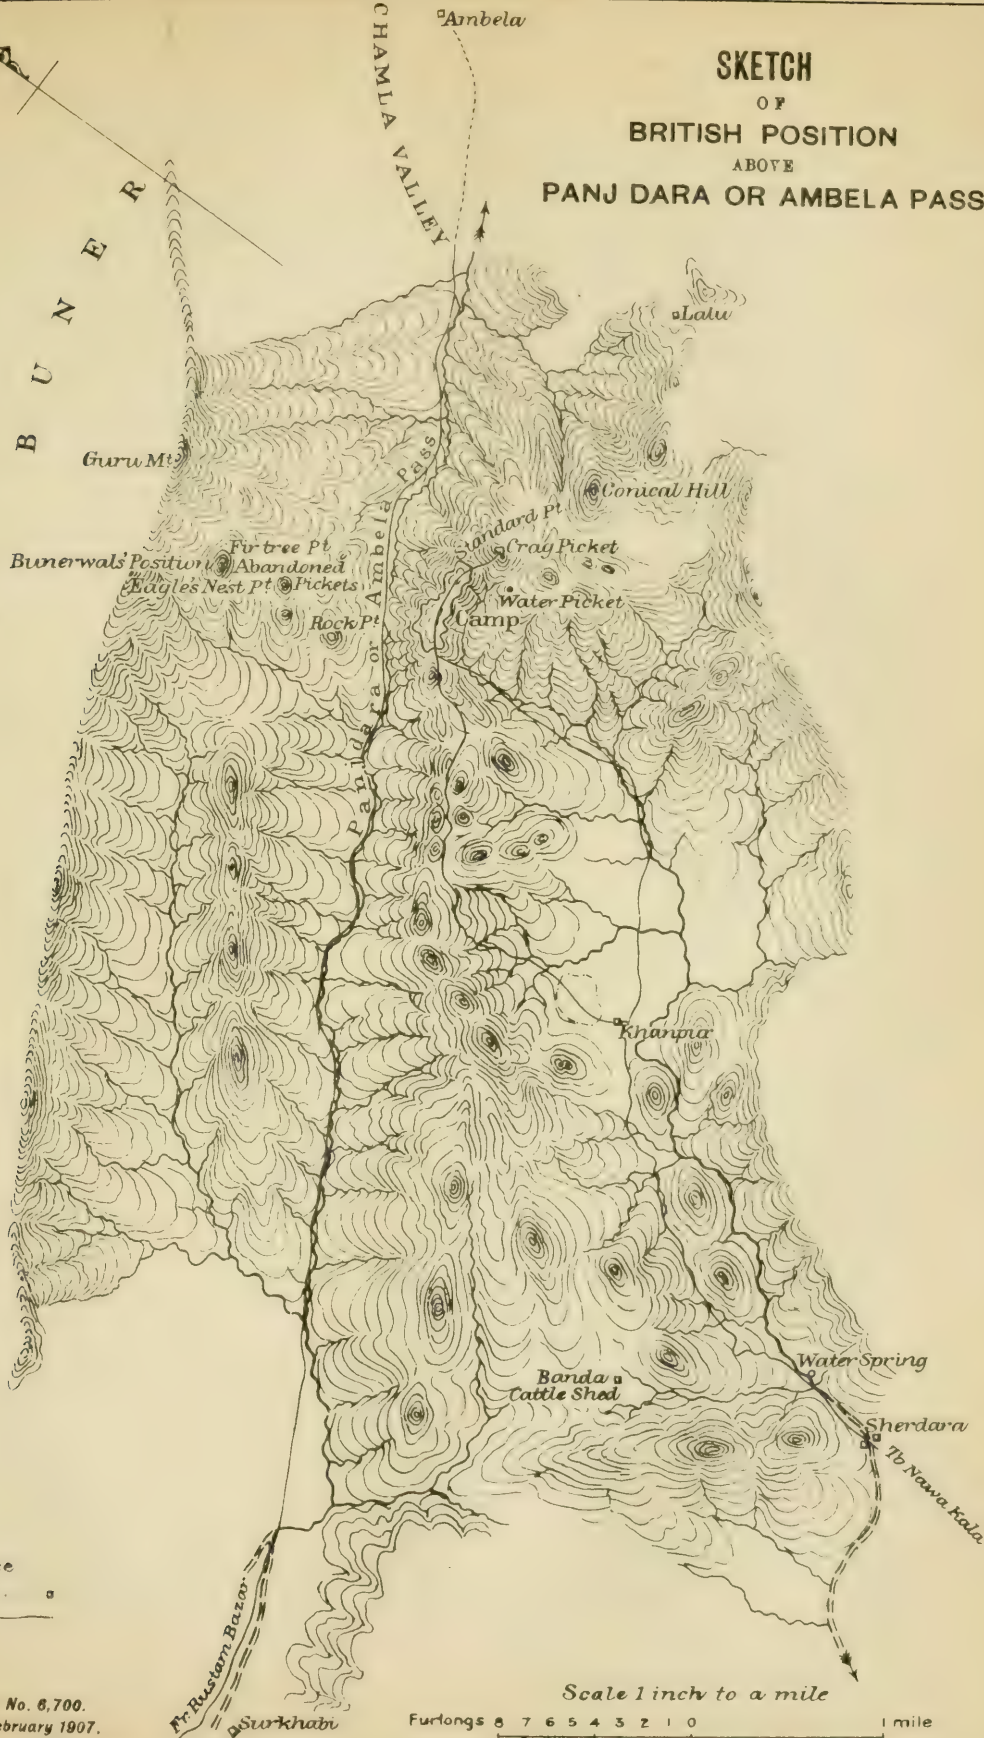 Ambela
CHAMLA VALLEY
SKETCH
OF
BRITISH POSITION
ABOVE
PANJ DARA OR AMBELA PASS
BUNER
Lalu
Guru Mt
Conical Hill
Standard Pt
Crag Picket
Bunerwals' Position
Fir tree Pt
Abandoned
Eagle's Nest Pt
Pickets
Water Picket
Rock Pt
Camp
Panjdara or Ambela Pass
Khanpur
Water Spring
Banda
Cattle Shed
Sherdara
To Nawa Kala
Fr. Rustam Bazar
Surkhabi
No. 6,700.
bruary 1907.
Scale 1 inch to a mile
Furlongs 8 7 6 5 4 3 2 1 0 1 mile